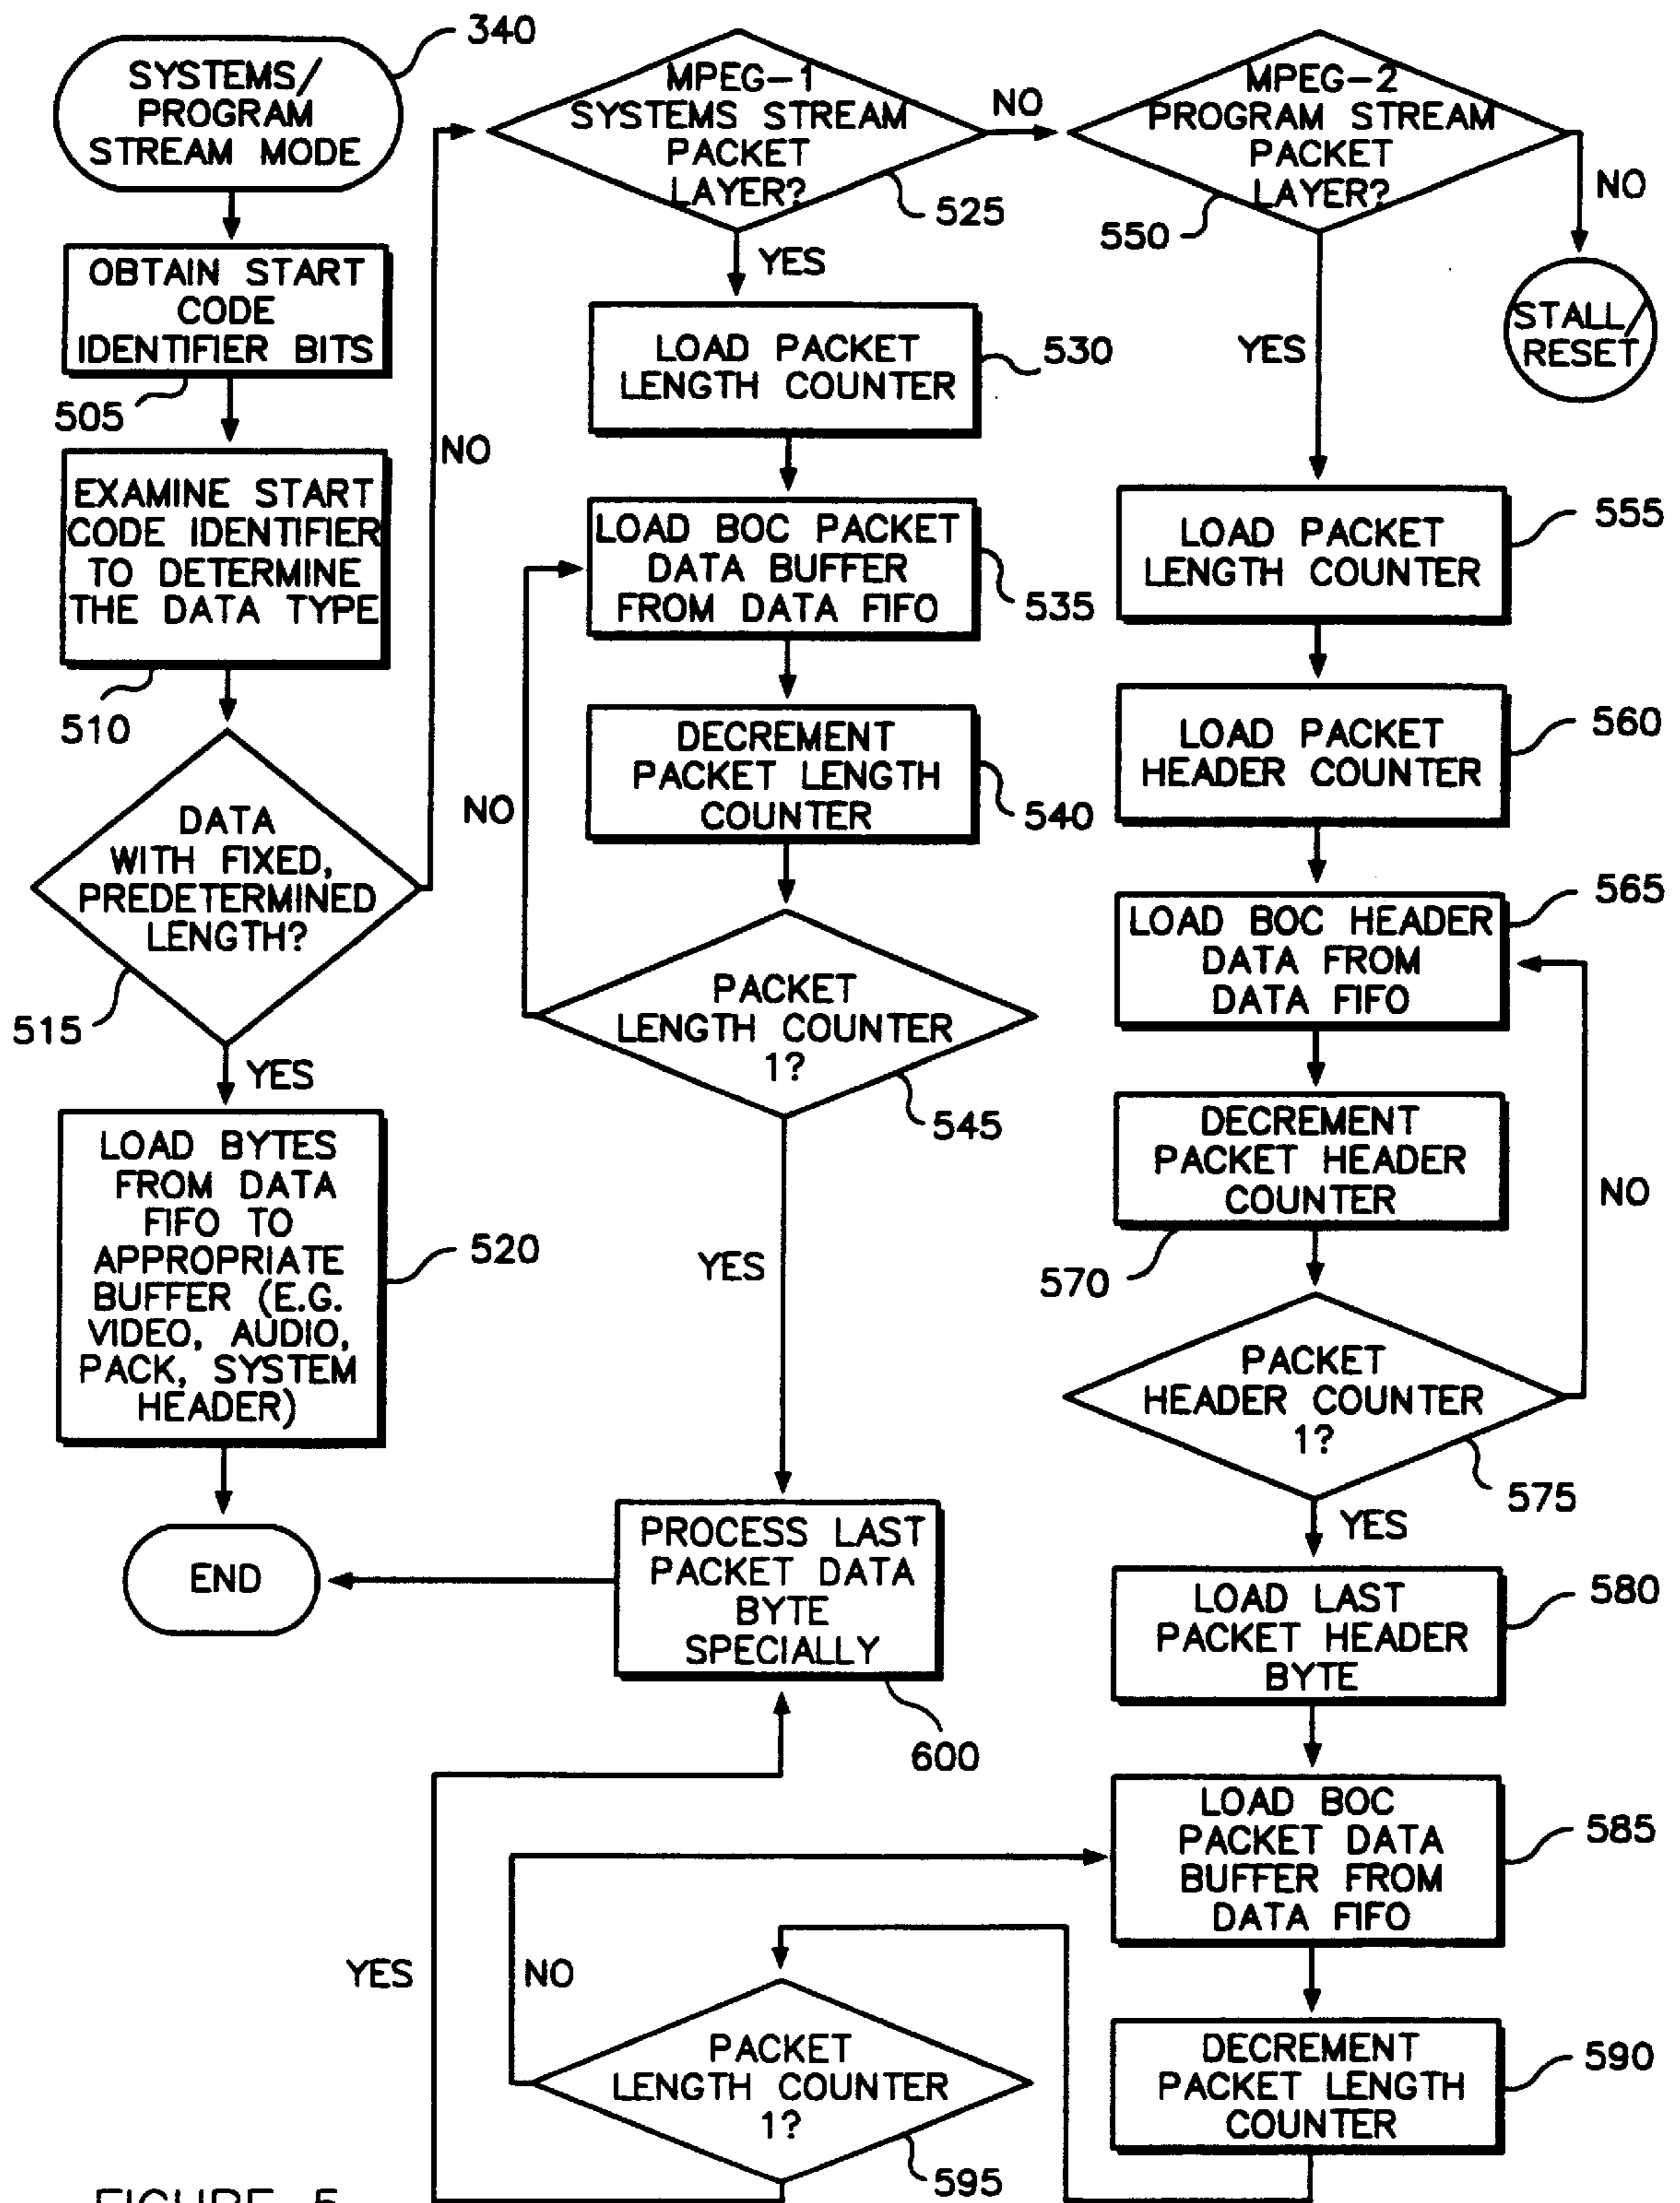 340
SYSTEMS/
PROGRAM
STREAM MODE
OBTAIN START
CODE
IDENTIFIER BITS
505
EXAMINE START
CODE IDENTIFIER
TO DETERMINE
THE DATA TYPE
510
DATA
WITH FIXED,
PREDETERMINED
LENGTH?
515
NO
YES
LOAD BYTES
FROM DATA
FIFO TO
APPROPRIATE
BUFFER (E.G.
VIDEO, AUDIO,
PACK, SYSTEM
HEADER)
520
END
MPEG-1
SYSTEMS STREAM
PACKET
LAYER?
525
NO
YES
LOAD PACKET
LENGTH COUNTER
530
LOAD BOC PACKET
DATA BUFFER
FROM DATA FIFO
535
DECREMENT
PACKET LENGTH
COUNTER
540
NO
PACKET
LENGTH COUNTER
1?
545
YES
PROCESS LAST
PACKET DATA
BYTE
SPECIALLY
600
MPEG-2
PROGRAM STREAM
PACKET
LAYER?
550
NO
STALL/
RESET
YES
LOAD PACKET
LENGTH COUNTER
555
LOAD PACKET
HEADER COUNTER
560
LOAD BOC HEADER
DATA FROM
DATA FIFO
565
DECREMENT
PACKET HEADER
COUNTER
570
NO
PACKET
HEADER COUNTER
1?
575
YES
LOAD LAST
PACKET HEADER
BYTE
580
LOAD BOC
PACKET DATA
BUFFER FROM
DATA FIFO
585
DECREMENT
PACKET LENGTH
COUNTER
590
YES
NO
PACKET
LENGTH COUNTER
1?
595
FIGURE 5